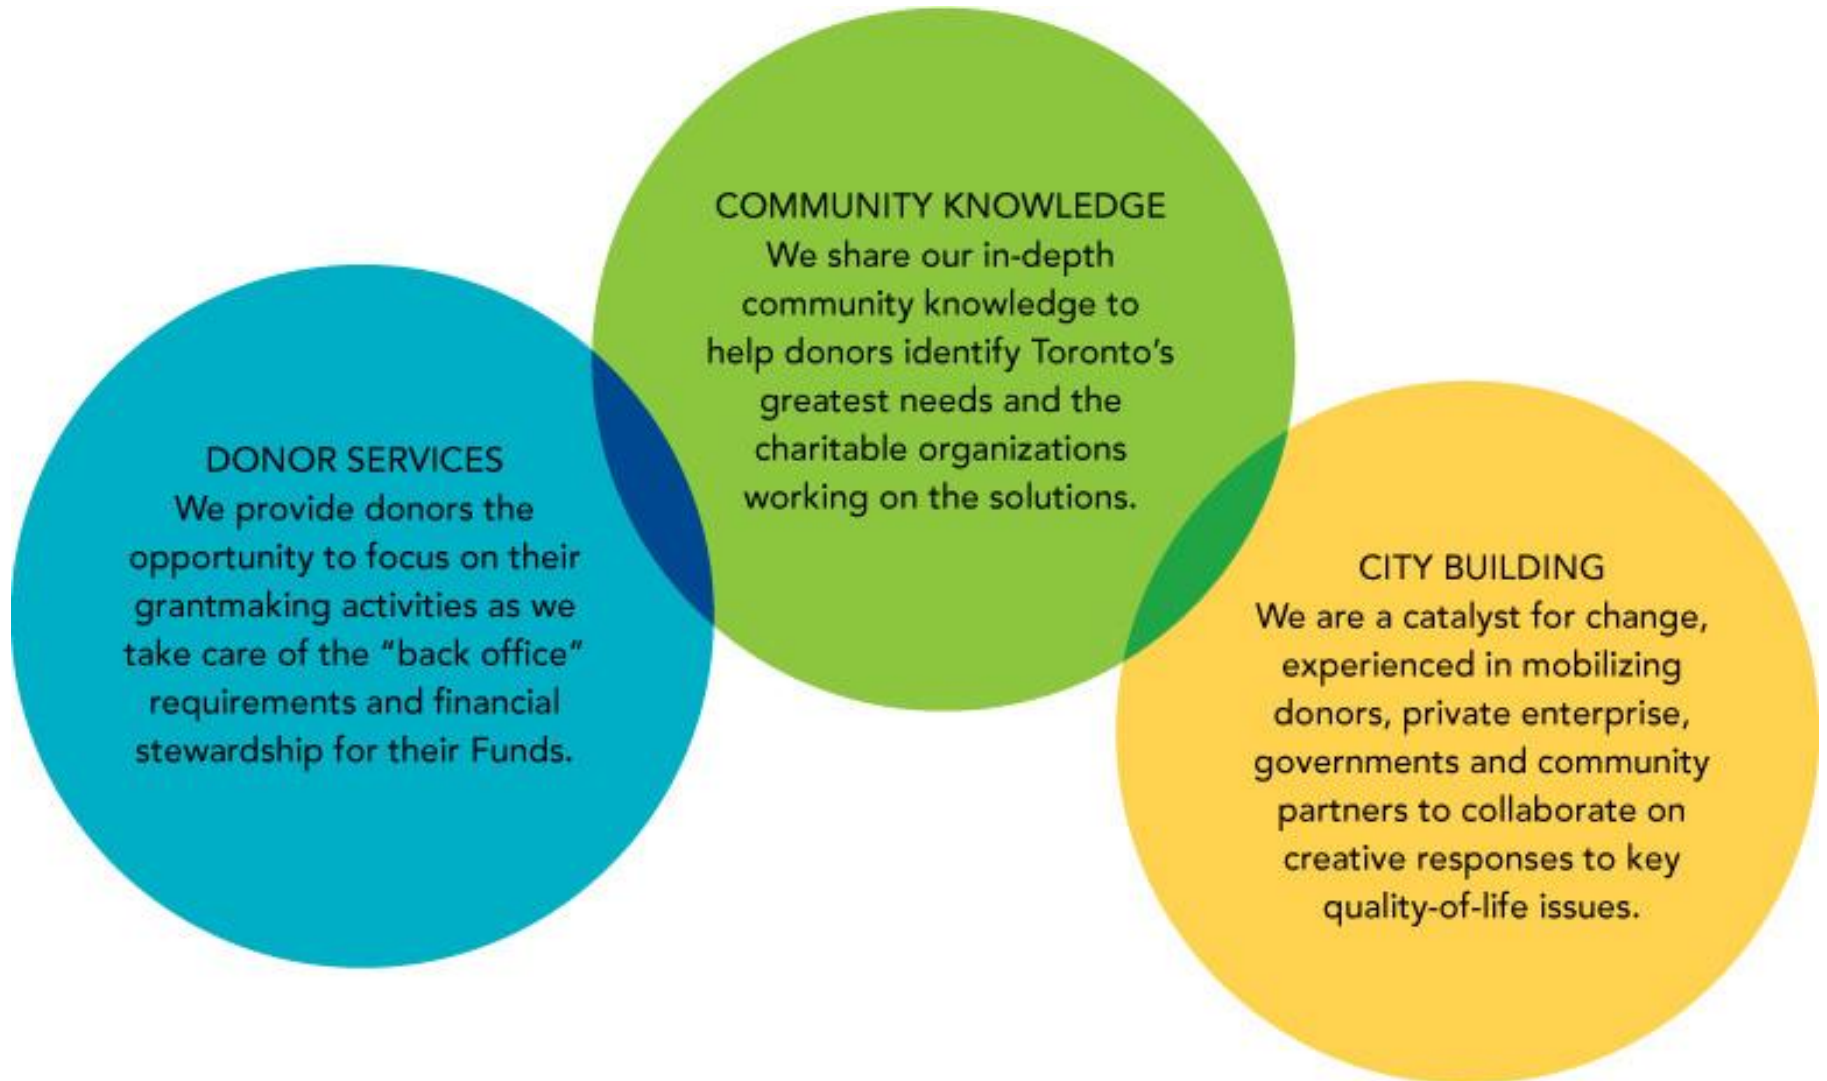 DONOR SERVICES
We provide donors the
opportunity to focus on their
grantmaking activities as we
take care of the “back office”
requirements and financial
stewardship for their Funds.
COMMUNITY KNOWLEDGE
We share our in-depth
community knowledge to
help donors identify Toronto’s
greatest needs and the
charitable organizations
working on the solutions.
CITY BUILDING
We are a catalyst for change,
experienced in mobilizing
donors, private enterprise,
governments and community
partners to collaborate on
creative responses to key
quality-of-life issues.